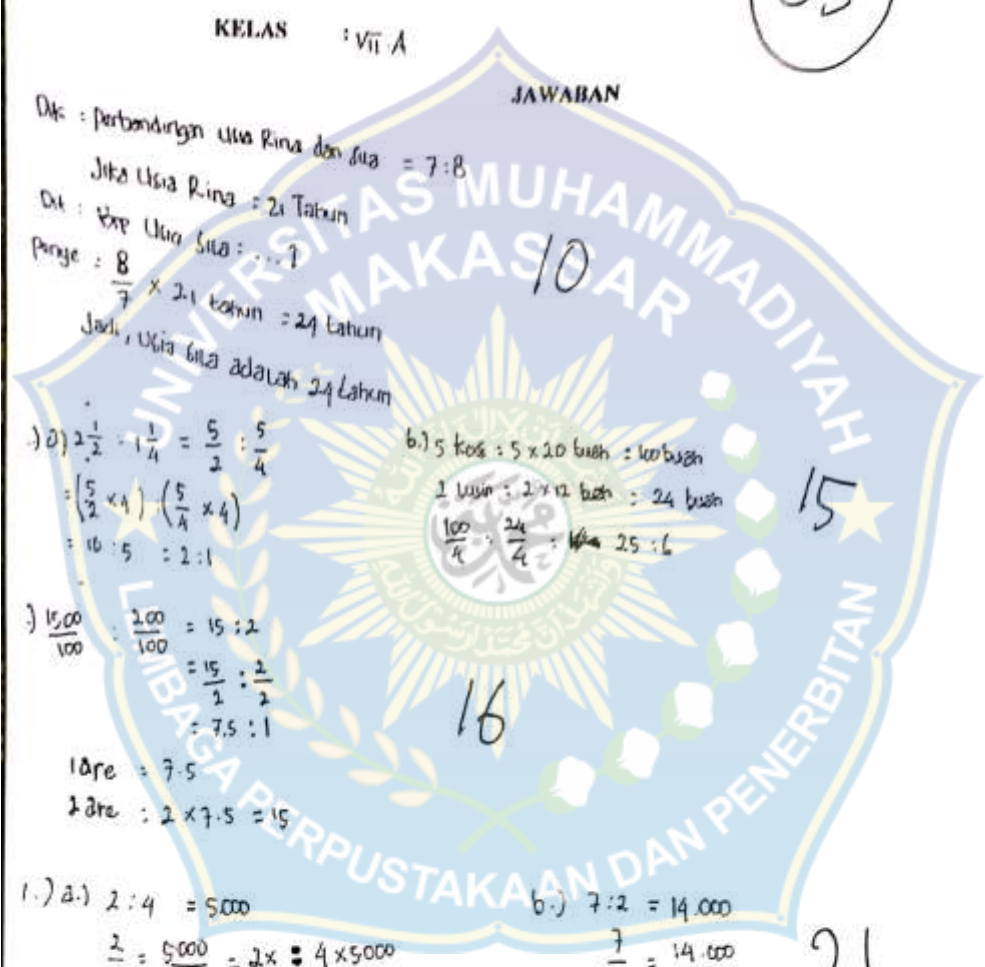 KELAS : VII A
JAWABAN
Dik : perbandingan usia Rina dan Sila = 7:8
Jika Usia Rina : 21 Tahun
Dit : Brp Usia Sila : ...?
Penye : 8/7 × 21 tahun = 24 tahun
Jadi, Usia Sila adalah 24 tahun
10
.) a) 2 1/2 : 1 1/4 = 5/2 : 5/4
= (5/2 × 4) : (5/4 × 4)
= 10 : 5 = 2:1
b.) 5 kos : 5 × 20 buah : 100 buah
2 lusin : 2 × 12 buah : 24 buah
100/4 : 24/4 : 25 : 6
15
.) 1500/100 : 200/100 = 15 : 2
= 15/2 : 2/2
= 7.5 : 1
1 are : 7.5
2 are : 2 × 7.5 = 15
16
1.) a.) 2 : 4 = 5.000
2 : 5000 = 2x = 4 × 5000
b.) 7:2 = 14.000
7 = 14.000
21
UNIVERSITAS MUHAMMADIYAH
MAKASSAR
LEMBAGA PERPUSTAKAAN DAN PENERBITAN